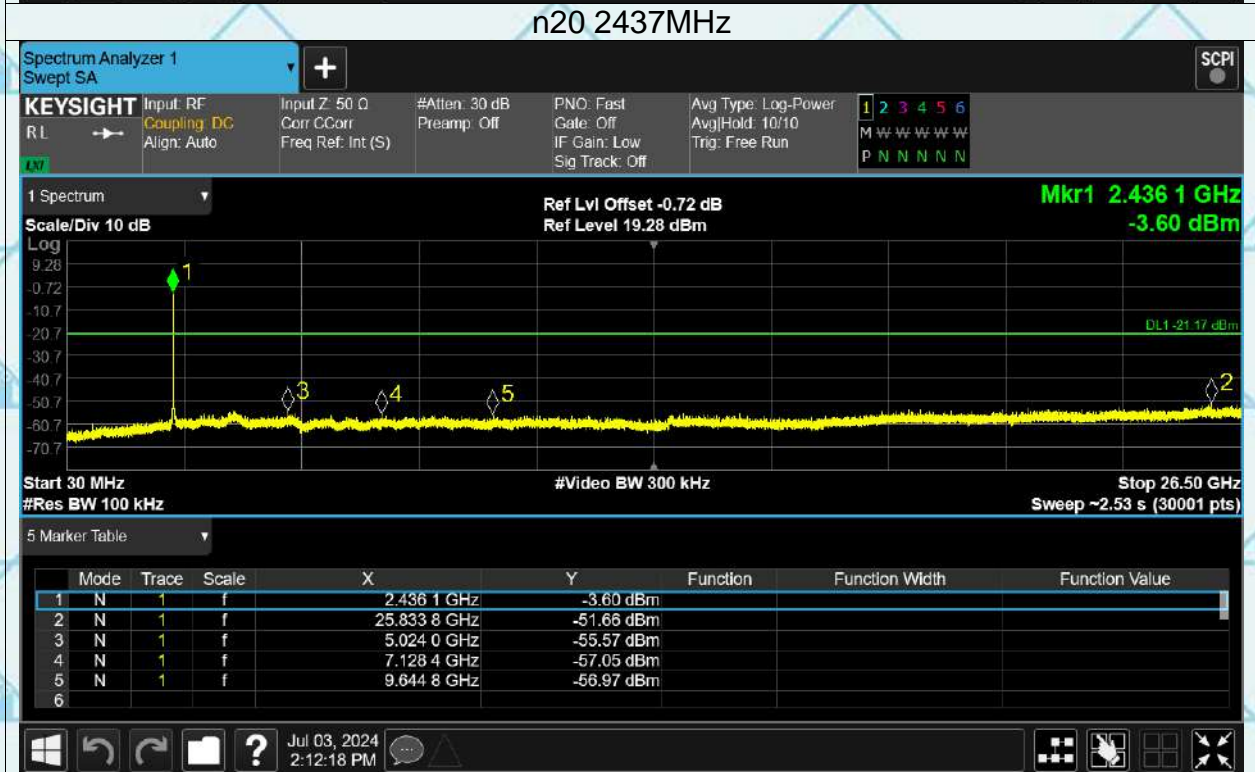 n20 2437MHz
Spectrum Analyzer 1
Swept SA
+
SCPI
KEYSIGHT Input: RF Input Z: 50 Ω #Atten: 30 dB PNO: Fast Avg Type: Log-Power 1 2 3 4 5 6
RL Coupling: DC Corr CCorr Preamp: Off Gate: Off Avg|Hold: 10/10 M W W W W W
Align: Auto Freq Ref: Int (S) IF Gain: Low Trig: Free Run
LXI Sig Track: Off P N N N N N
1 Spectrum Ref Lvl Offset -0.72 dB Mkr1 2.436 1 GHz
Scale/Div 10 dB Ref Level 19.28 dBm -3.60 dBm
Log
9.28 1
-0.72
-10.7
-20.7 DL1 -21.17 dBm
-30.7
-40.7 3 4 5 2
-50.7
-60.7
-70.7
Start 30 MHz #Video BW 300 kHz Stop 26.50 GHz
#Res BW 100 kHz Sweep ~2.53 s (30001 pts)
5 Marker Table
Mode Trace Scale X Y Function Function Width Function Value
1 N 1 f 2.436 1 GHz -3.60 dBm
2 N 1 f 25.833 8 GHz -51.66 dBm
3 N 1 f 5.024 0 GHz -55.57 dBm
4 N 1 f 7.128 4 GHz -57.05 dBm
5 N 1 f 9.644 8 GHz -56.97 dBm
6
? Jul 03, 2024
2:12:18 PM